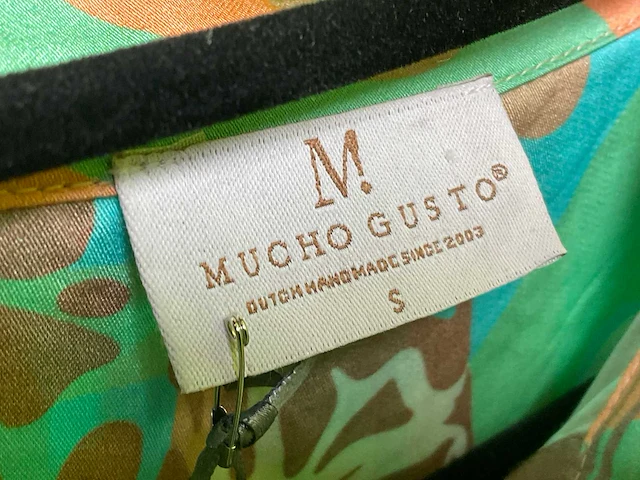 M.
MUCHO GUSTO®
DUTCH HANDMADE SINCE 2003
S